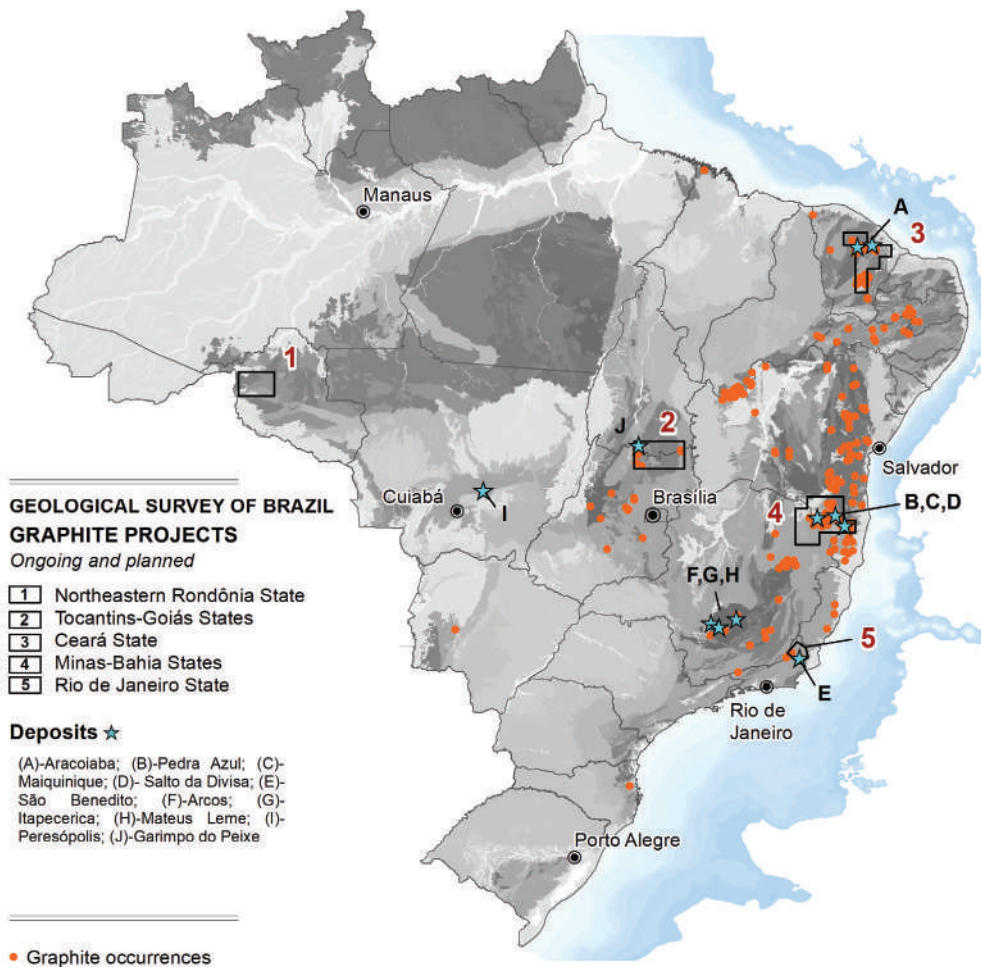 Manaus
A
3
1
J
2
Salvador
Cuiabá
Brasília
I
4
B,C,D
F,G,H
5
E
Rio de
Janeiro
Porto Alegre
GEOLOGICAL SURVEY OF BRAZIL
GRAPHITE PROJECTS
Ongoing and planned
1 Northeastern Rondônia State
2 Tocantins-Goiás States
3 Ceará State
4 Minas-Bahia States
5 Rio de Janeiro State
Deposits
(A)-Aracoiaba; (B)-Pedra Azul; (C)-
Maiquinique; (D)- Salto da Divisa; (E)-
São Benedito; (F)-Arcos; (G)-
Itapecerica; (H)-Mateus Leme; (I)-
Peresópolis; (J)-Garimpo do Peixe
Graphite occurrences